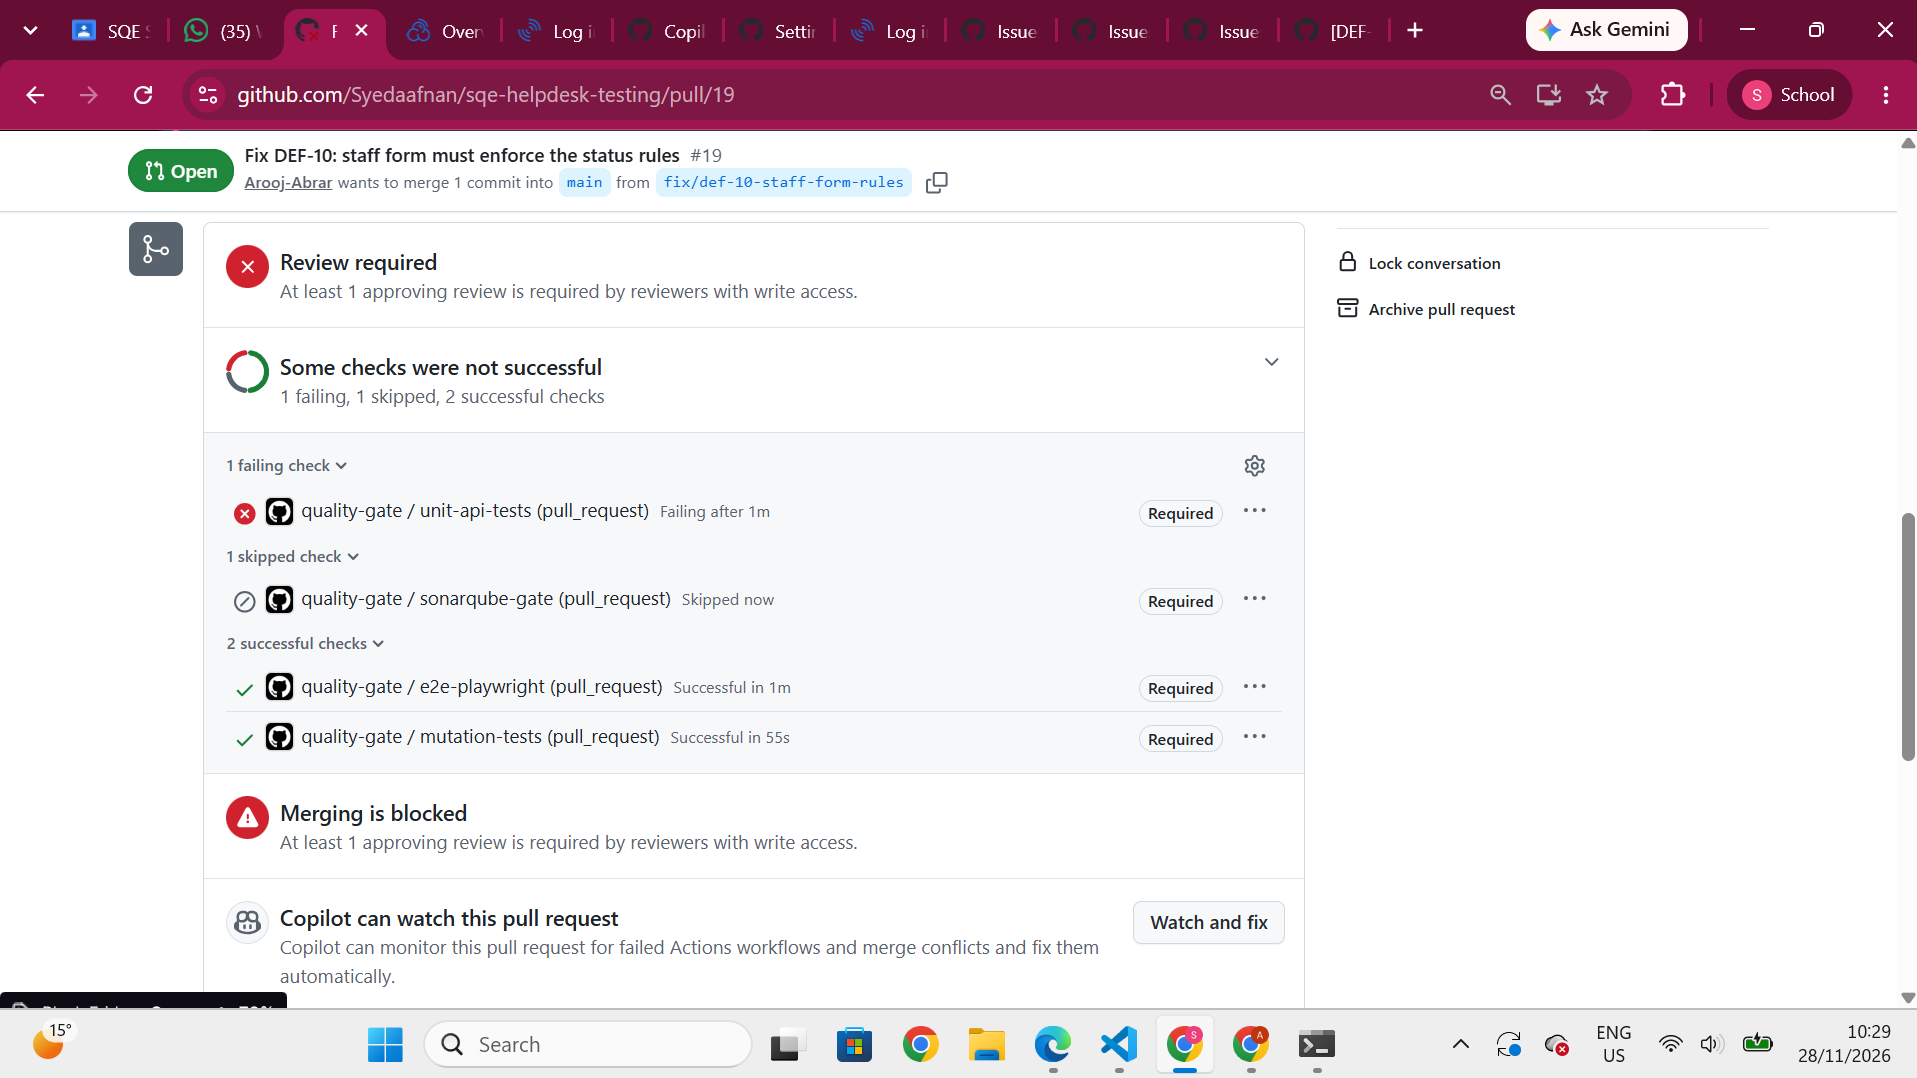 SQE
(35)
F
Over
Log i
Copil
Settin
Log i
Issue
Issue
Issue
[DEF-
Ask Gemini
github.com/Syedaafnan/sqe-helpdesk-testing/pull/19
S
School
Open
Fix DEF-10: staff form must enforce the status rules #19
Arooj-Abrar wants to merge 1 commit into main from fix/def-10-staff-form-rules
Review required
At least 1 approving review is required by reviewers with write access.
Lock conversation
Archive pull request
Some checks were not successful
1 failing, 1 skipped, 2 successful checks
1 failing check
quality-gate / unit-api-tests (pull_request) Failing after 1m
Required
1 skipped check
quality-gate / sonarqube-gate (pull_request) Skipped now
Required
2 successful checks
quality-gate / e2e-playwright (pull_request) Successful in 1m
Required
quality-gate / mutation-tests (pull_request) Successful in 55s
Required
Merging is blocked
At least 1 approving review is required by reviewers with write access.
Copilot can watch this pull request
Copilot can monitor this pull request for failed Actions workflows and merge conflicts and fix them
automatically.
Watch and fix
15°
Search
S
A
ENG
US
10:29
28/11/2026